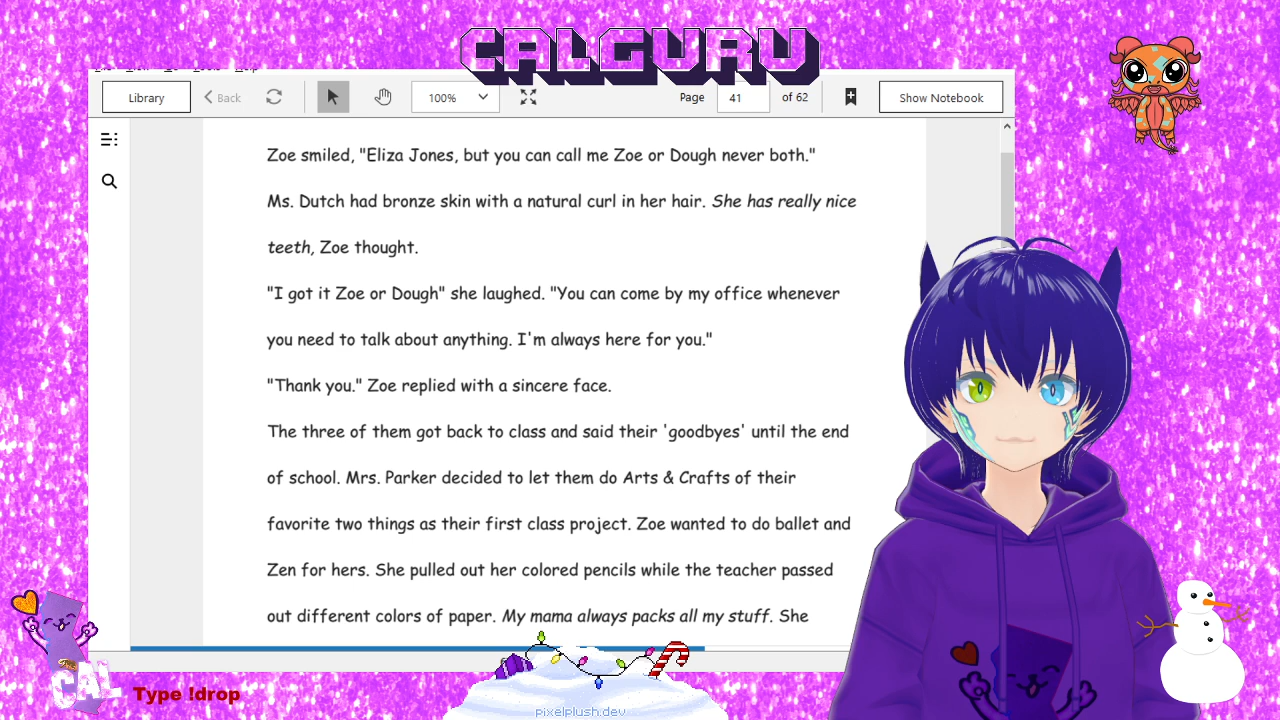 CALGURU
Library
Back
100%
Page
41
of 62
Show Notebook
Zoe smiled, "Eliza Jones, but you can call me Zoe or Dough never both."
Ms. Dutch had bronze skin with a natural curl in her hair. She has really nice
teeth, Zoe thought.
"I got it Zoe or Dough" she laughed. "You can come by my office whenever
you need to talk about anything. I'm always here for you."
"Thank you." Zoe replied with a sincere face.
The three of them got back to class and said their 'goodbyes' until the end
of school. Mrs. Parker decided to let them do Arts & Crafts of their
favorite two things as their first class project. Zoe wanted to do ballet and
Zen for hers. She pulled out her colored pencils while the teacher passed
out different colors of paper. My mama always packs all my stuff. She
CAL
Type !drop
pixelplush.dev